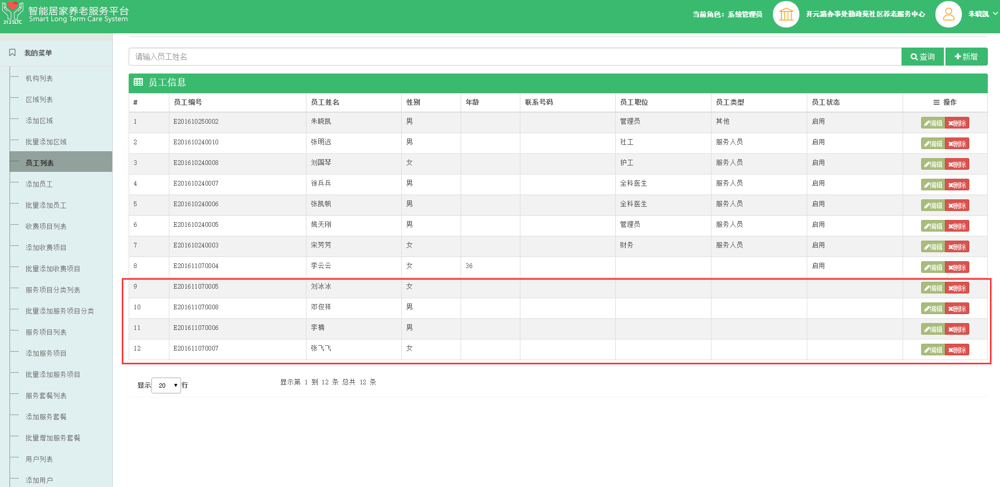 智能居家养老服务平台
Smart Long Term Care System
212SLTC
当前角色：系统管理员
开元路办事处勤政苑社区养老服务中心
朱晓凯
我的菜单
机构列表
区域列表
添加区域
批量添加区域
员工列表
添加员工
批量添加员工
收费项目列表
添加收费项目
批量添加收费项目
服务项目分类列表
批量添加服务项目分类
服务项目列表
添加服务项目
批量添加服务项目
服务套餐列表
添加服务套餐
批量增加服务套餐
用户列表
添加用户
请输入员工姓名
查询
新增
员工信息
# 员工编号 员工姓名 性别 年龄 联系号码 员工职位 员工类型 员工状态 操作
1 E201610250002 朱晓凯 男 管理员 其他 启用 编辑 删除
2 E201610240010 张明远 男 社工 服务人员 启用 编辑 删除
3 E201610240008 刘国琴 女 护工 服务人员 启用 编辑 删除
4 E201610240007 徐兵兵 男 全科医生 服务人员 启用 编辑 删除
5 E201610240006 张凯帆 男 全科医生 服务人员 启用 编辑 删除
6 E201610240005 姚天刚 男 管理员 服务人员 启用 编辑 删除
7 E201610240003 宋芳芳 女 财务 服务人员 启用 编辑 删除
8 E201611070004 李云云 女 36 启用 编辑 删除
9 E201611070005 刘冰冰 女 编辑 删除
10 E201611070008 邓俊祥 男 编辑 删除
11 E201611070006 李楠 男 编辑 删除
12 E201611070007 张飞飞 女 编辑 删除
显示 20 行
显示第 1 到 12 条 总共 12 条